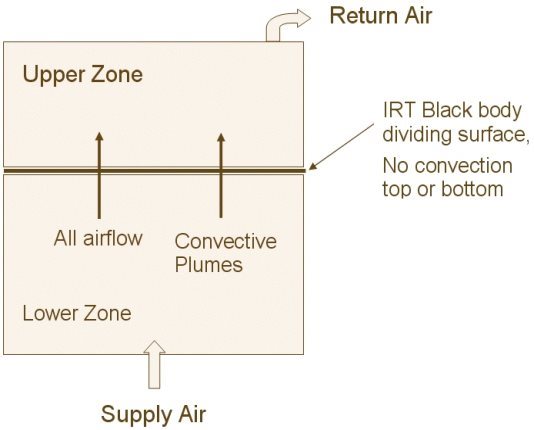 Return Air
Upper Zone
IRT Black body
dividing surface,
No convection
top or bottom
All airflow
Convective
Plumes
Lower Zone
Supply Air